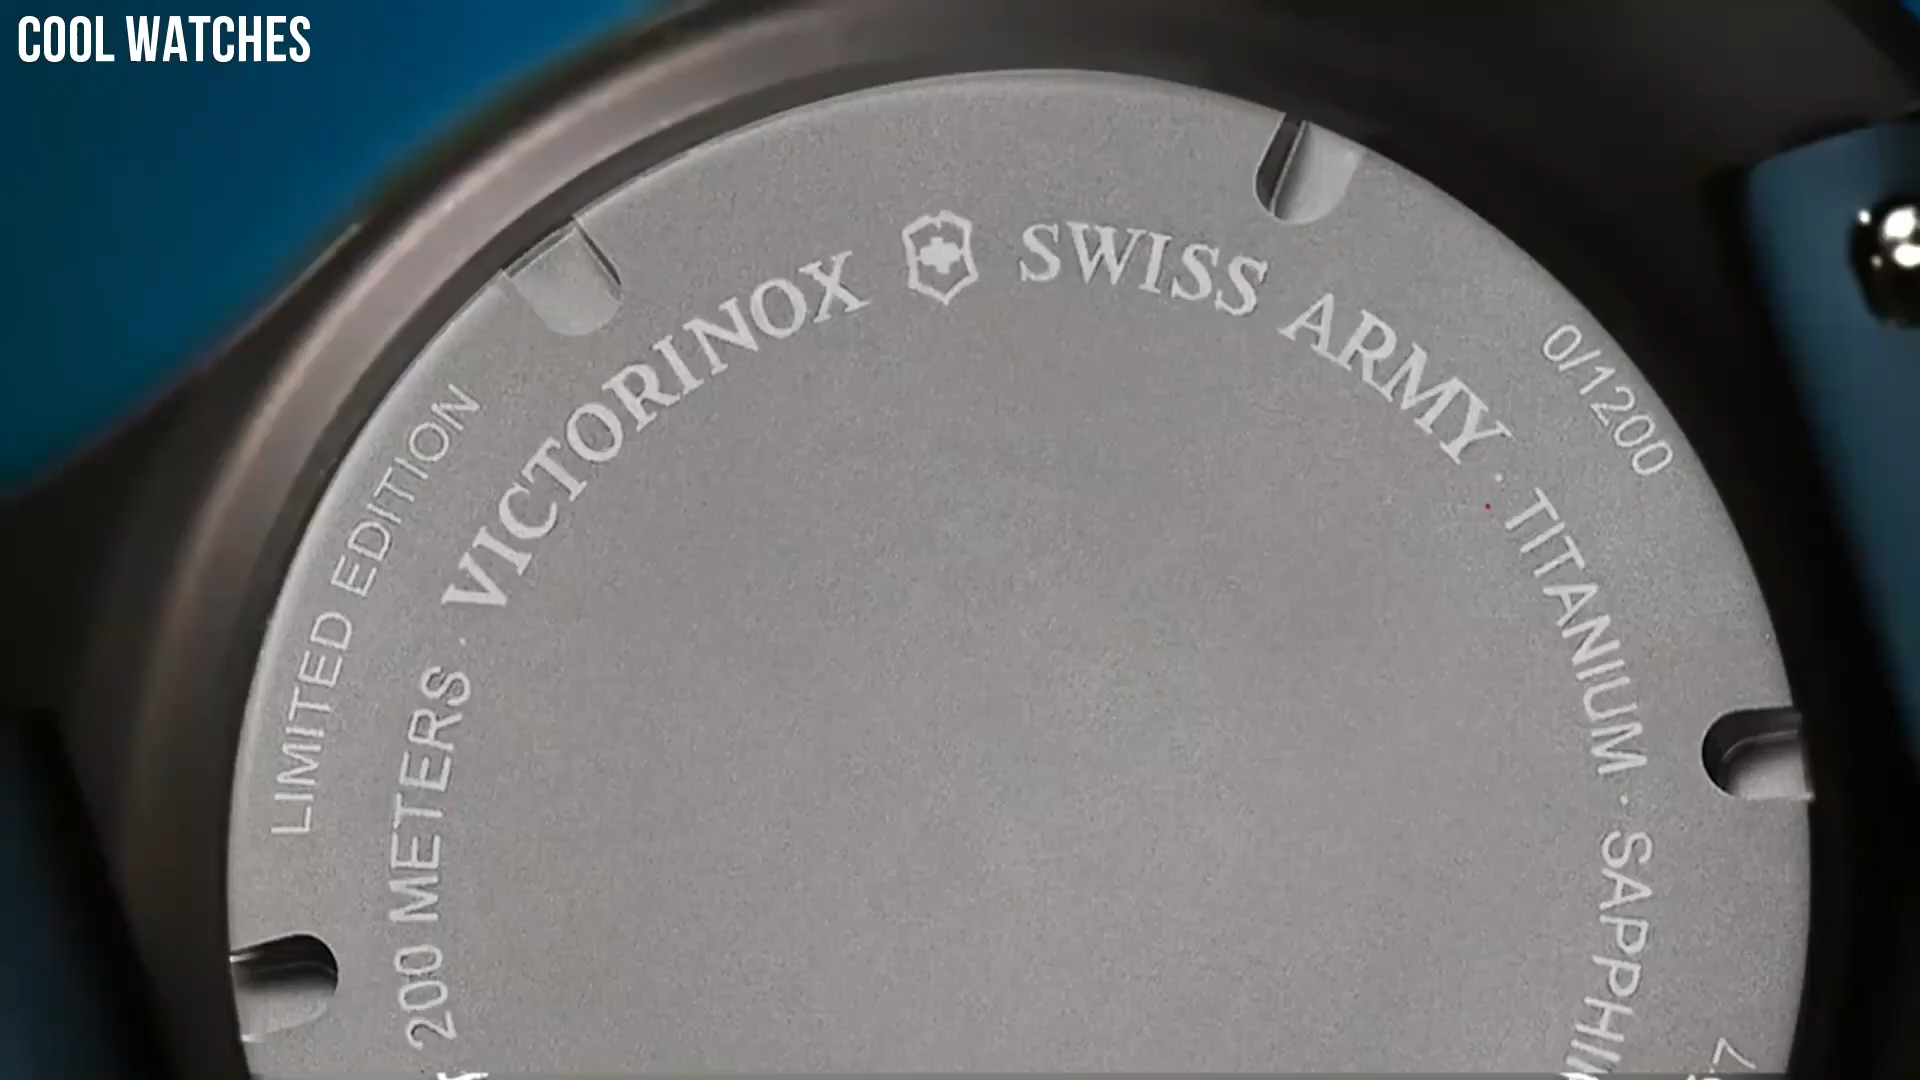 COOL WATCHES
LIMITED EDITION
0/1200
200 METERS · VICTORINOX SWISS ARMY · TITANIUM ·